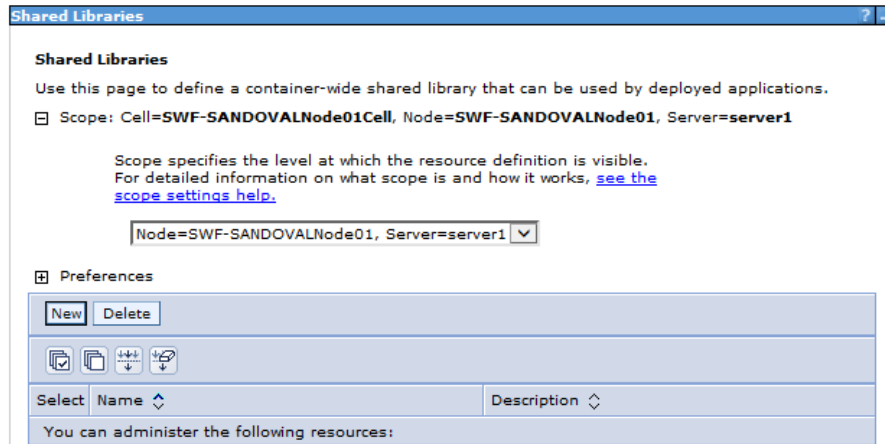 Shared Libraries ?
Shared Libraries
Use this page to define a container-wide shared library that can be used by deployed applications.
Scope: Cell=SWF-SANDOVALNode01Cell, Node=SWF-SANDOVALNode01, Server=server1
Scope specifies the level at which the resource definition is visible.
For detailed information on what scope is and how it works, see the
scope settings help.
Node=SWF-SANDOVALNode01, Server=server1
Preferences
New Delete
Select Name Description
You can administer the following resources: